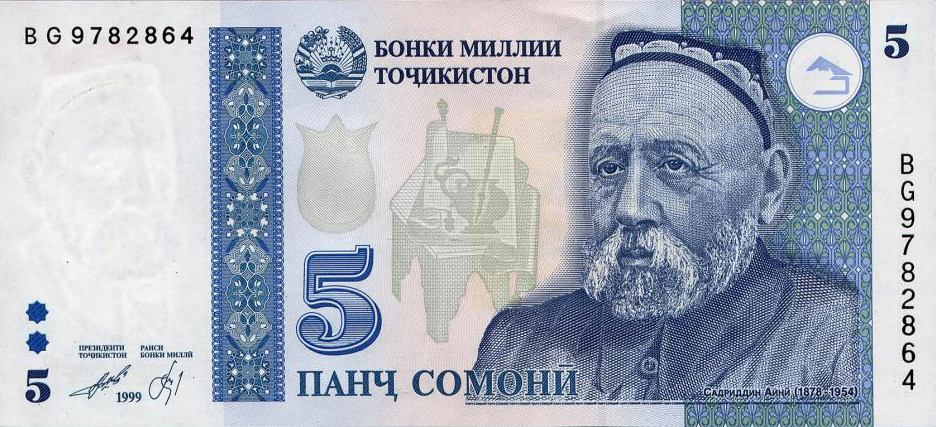 BG9782864
БОНКИ МИЛЛИИ
ТОҶИКИСТОН
5
5
ПАНҶ СОМОНӢ
BG9782864
5
ПРЕЗИДЕНТИ
ТОҶИКИСТОН
РАИСИ
БОНКИ МИЛЛӢ
1999
САДРИДДИН АЙНӢ (1878-1954)